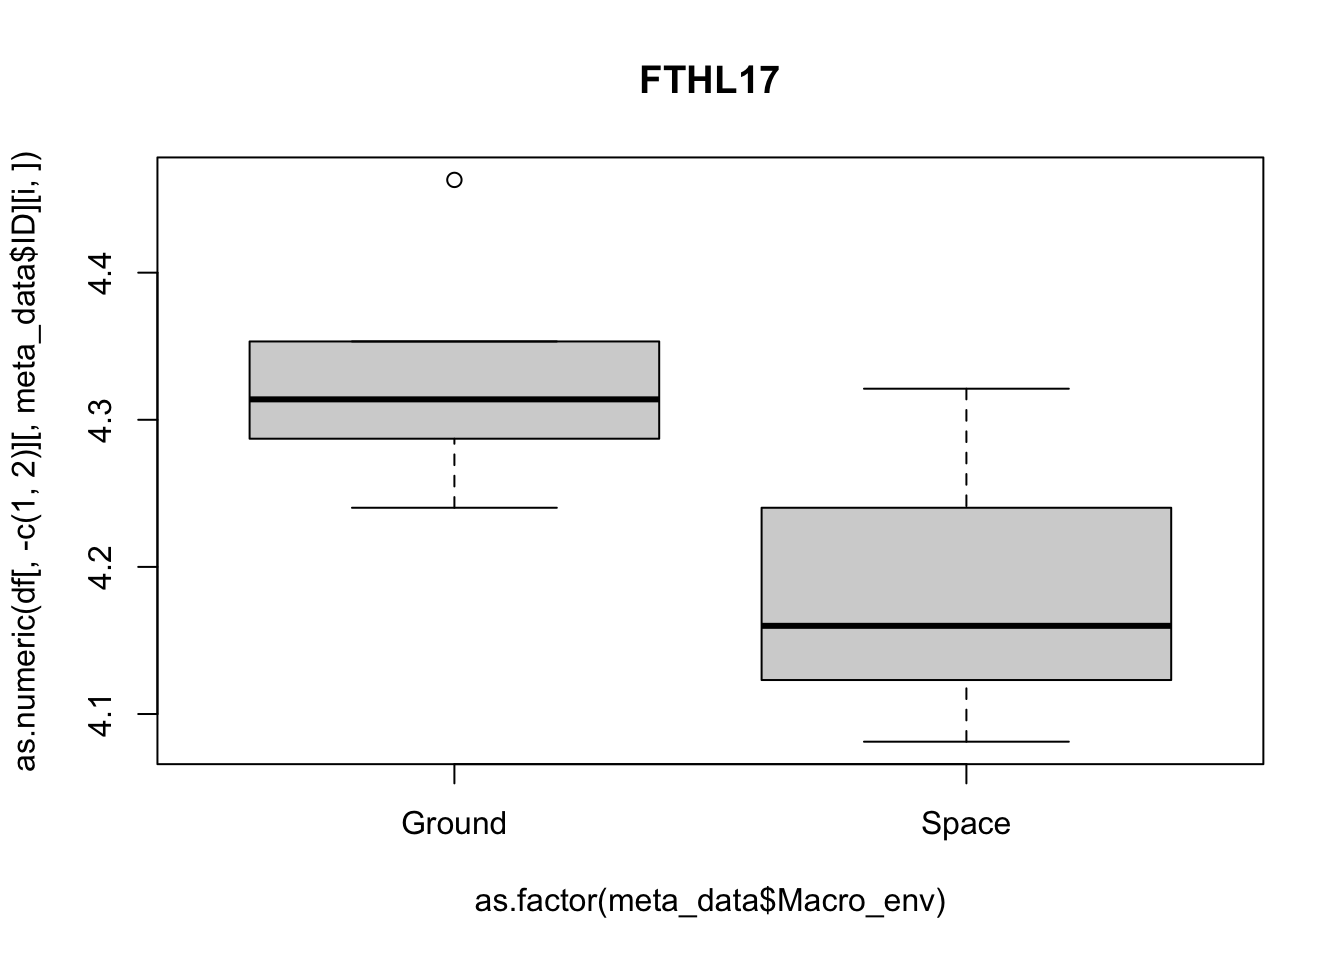 FTHL17
as.numeric(df[, -c(1, 2)][, meta_data$ID][i, ])
4.4
4.3
4.2
4.1
Ground
Space
as.factor(meta_data$Macro_env)